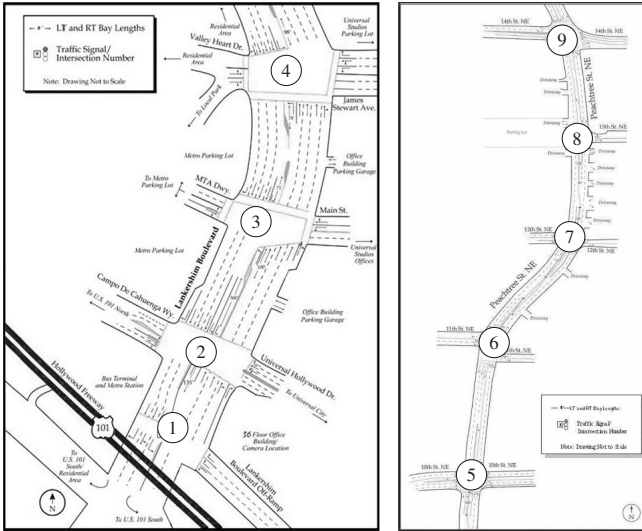 LT and RT Bay Lengths
Traffic Signal/
Intersection Number
Note: Drawing Not to Scale
Residential
Area
Universal
Studios
Parking Lot
Valley Heart Dr.
Residential
Area
To Local Park
4
James
Stewart Ave.
Metro Parking Lot
Office
Building
Parking Garage
To Metro
Parking Lot
MTA Dwy.
3
Main St.
Metro Parking Lot
Lankershim Boulevard
Universal
Studios
Offices
Campo De Cahuenga Wy.
To U.S. 101 North
Office Building
Parking Garage
2
Universal Hollywood Dr.
To Universal City
Hollywood Freeway
Bus Terminal
and Metro Station
1
101
36 Floor Office
Building/
Camera Location
To
U.S. 101
South/
Residential
Area
Lankershim
Boulevard Off-Ramp
N
To U.S. 101 South
14th St. NE
9
14th St. NE
Peachtree St. NE
Driveway
Driveway
Driveway
Parking Lot
8
13th St. NE
Driveway
Driveway
Driveway
Driveway
Driveway
Driveway
12th St. NE
7
12th St. NE
Driveway
Peachtree St. NE
Driveway
11th St. NE
6
10th St. NE
5
10th St. NE
LT and RT Bay Lengths
Traffic Signal/
Intersection Number
Note: Drawing Not to Scale
N